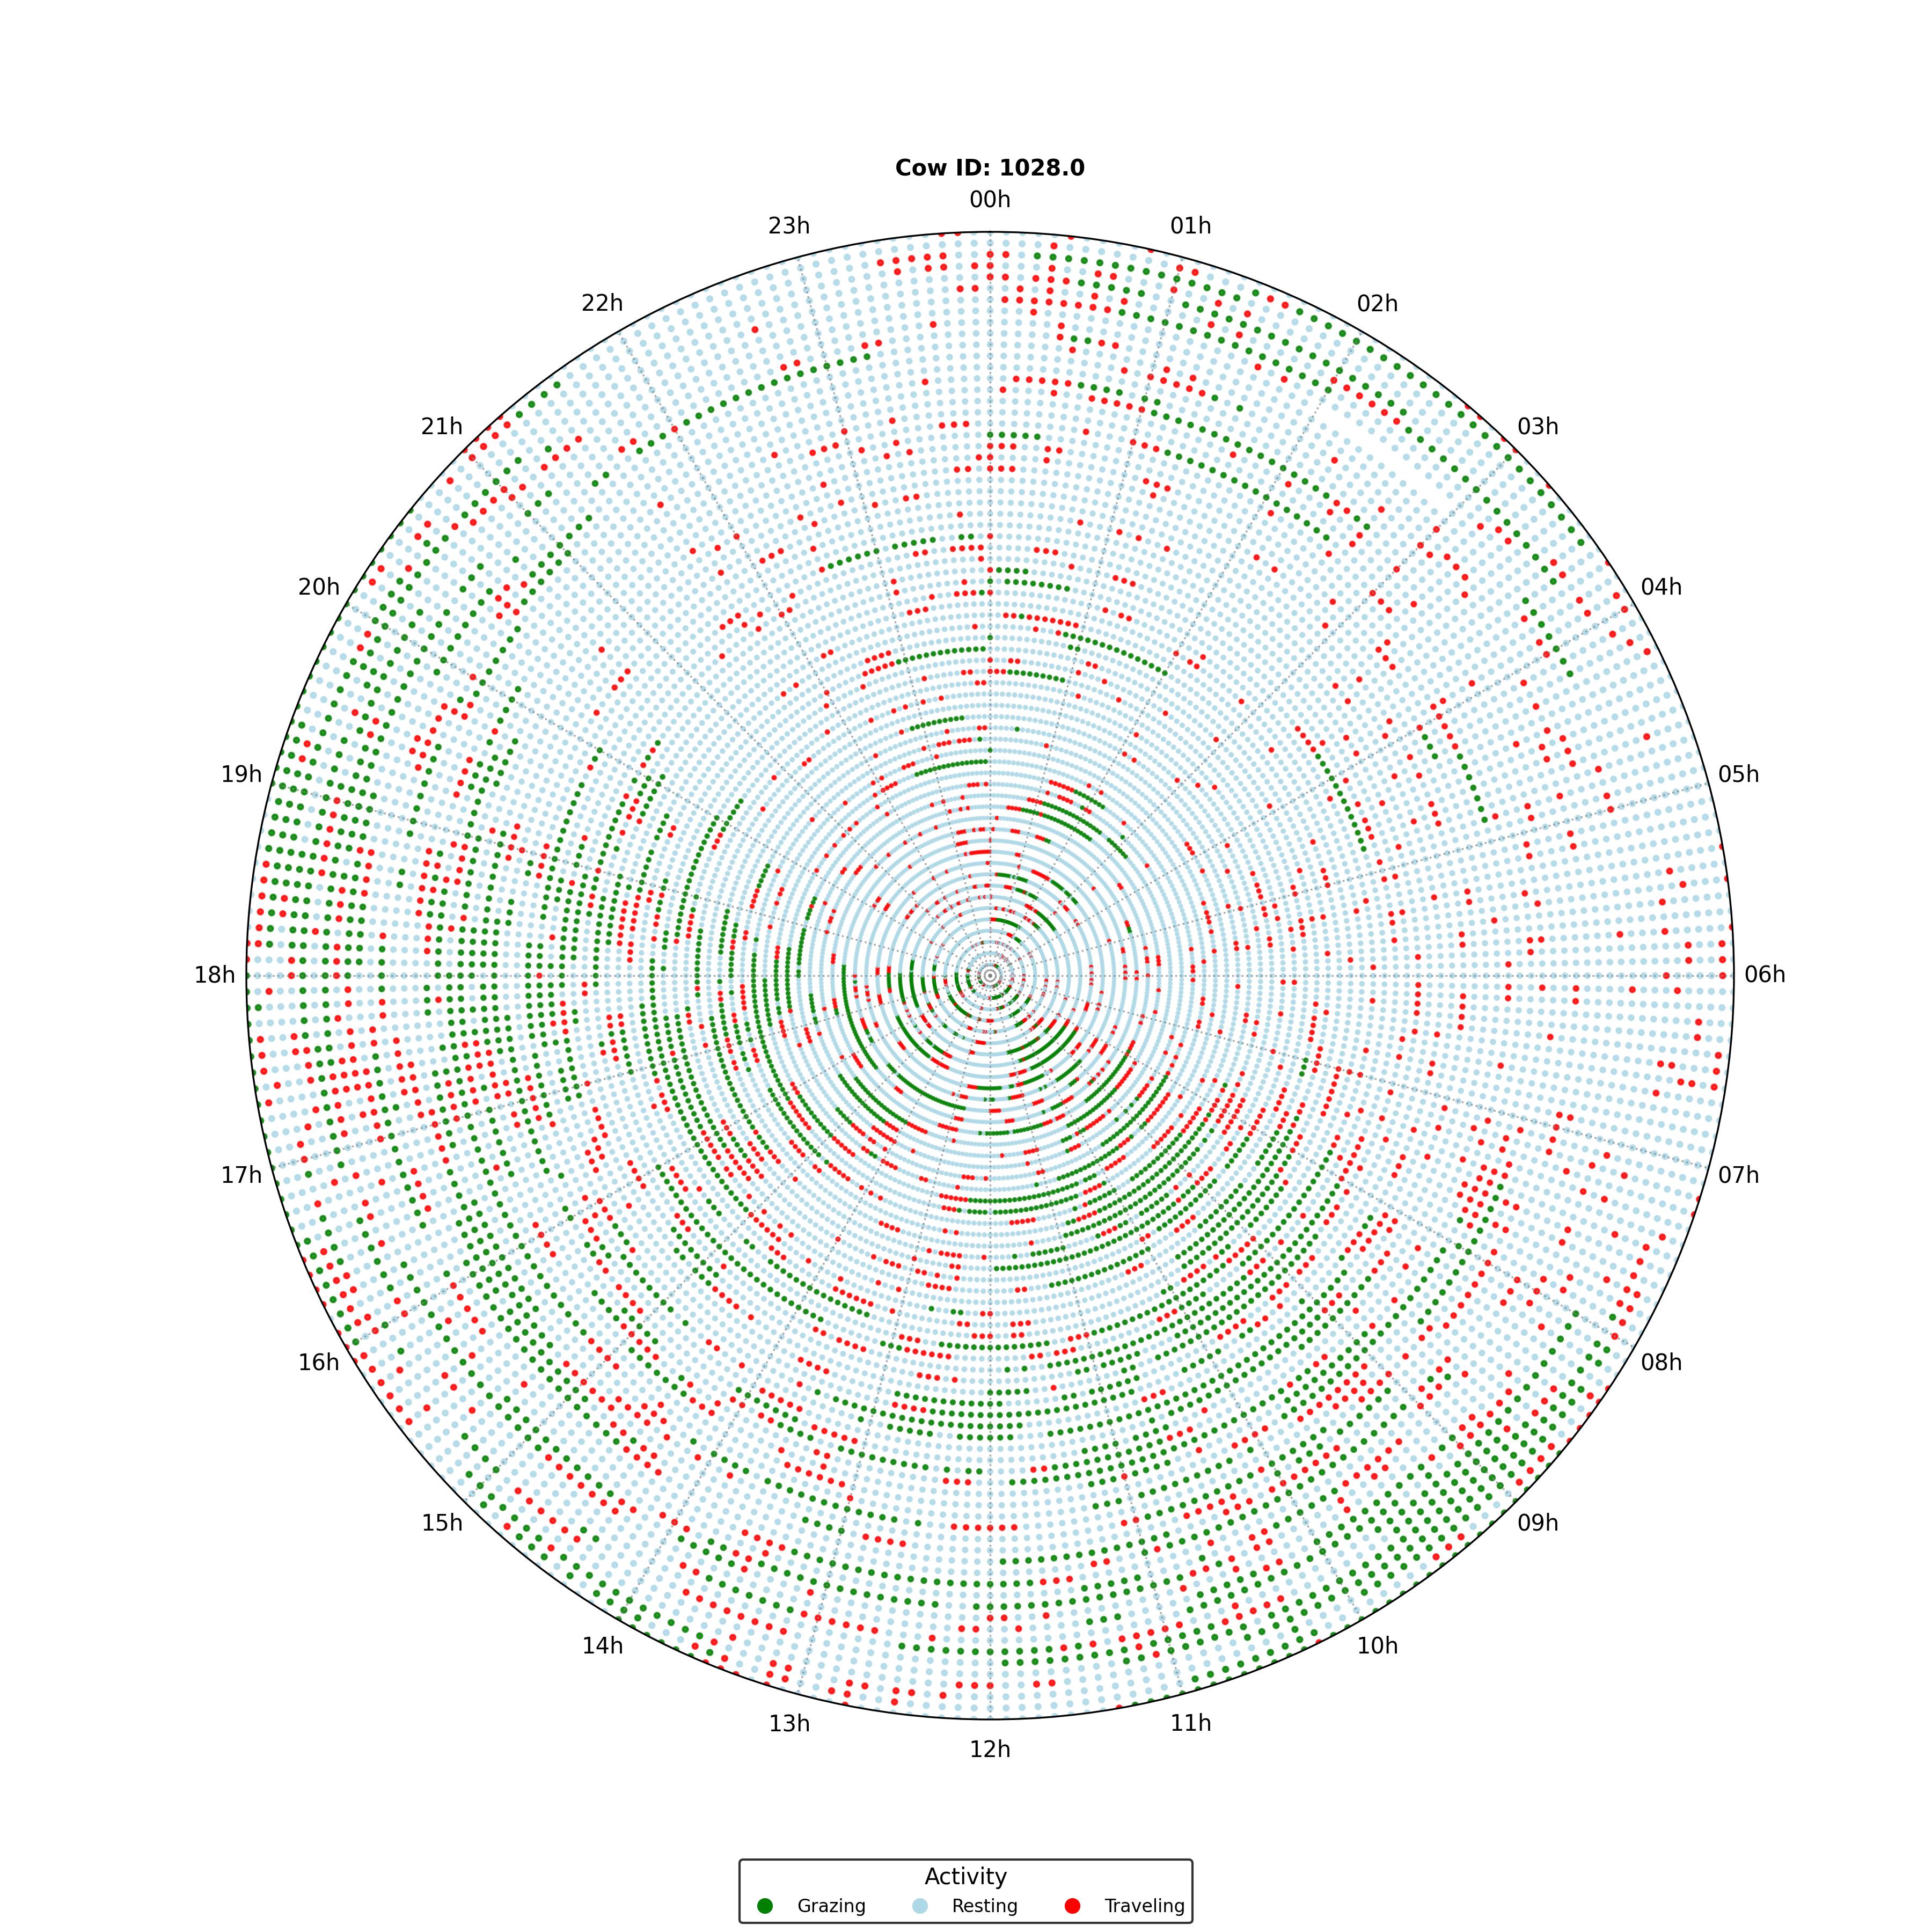 Cow ID: 1028.0
00h
01h
02h
03h
04h
05h
06h
07h
08h
09h
10h
11h
12h
13h
14h
15h
16h
17h
18h
19h
20h
21h
22h
23h
Activity
Grazing Resting Traveling